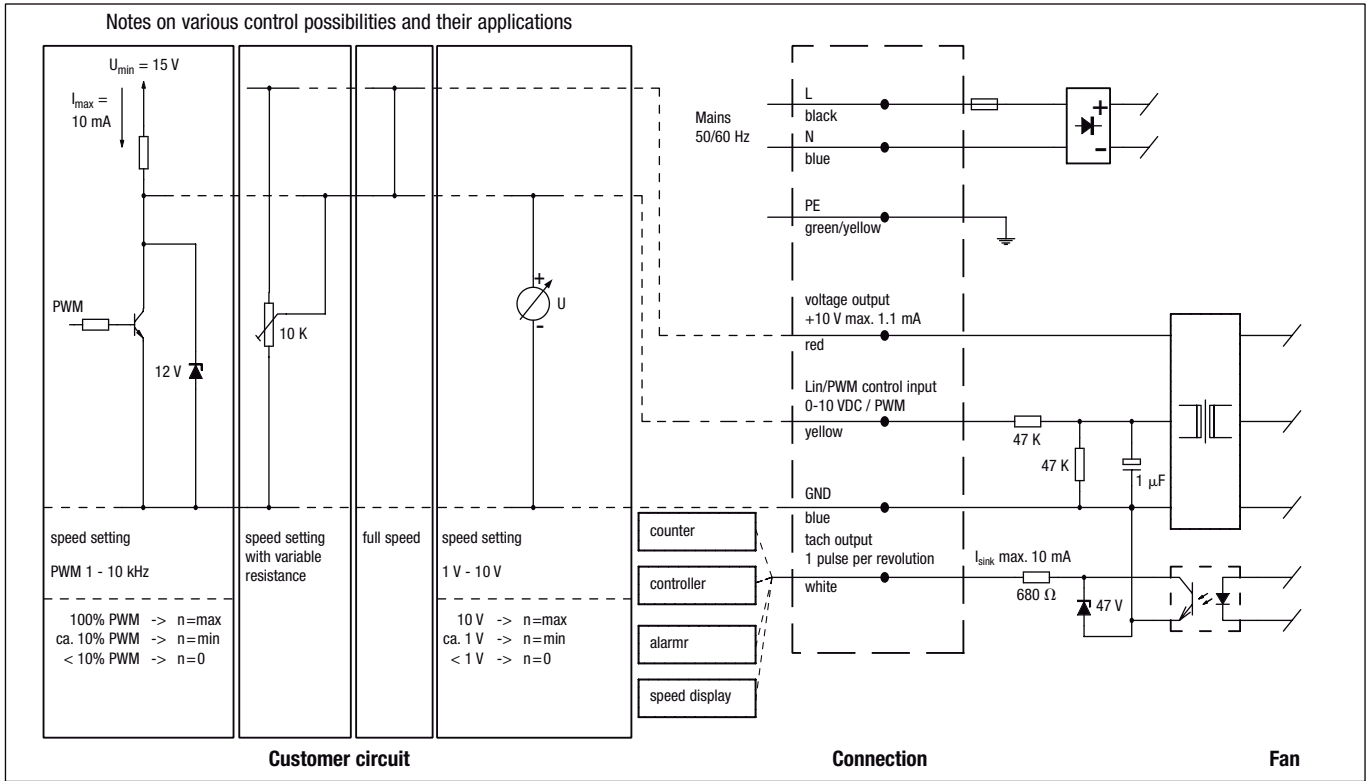 Notes on various control possibilities and their applications
Umin = 15 V
Imax =
10 mA
PWM
12 V
speed setting
PWM 1 - 10 kHz
100% PWM -> n=max
ca. 10% PWM -> n=min
< 10% PWM -> n=0
10 K
speed setting
with variable
resistance
full speed
+
U
-
speed setting
1 V - 10 V
10 V -> n=max
ca. 1 V -> n=min
< 1 V -> n=0
counter
controller
alarmr
speed display
Mains
50/60 Hz
L
black
N
blue
PE
green/yellow
voltage output
+10 V max. 1.1 mA
red
Lin/PWM control input
0-10 VDC / PWM
yellow
GND
blue
tach output
1 pulse per revolution
white
+
-
47 K
47 K
1 µF
Isink max. 10 mA
680 Ω
47 V
Customer circuit
Connection
Fan